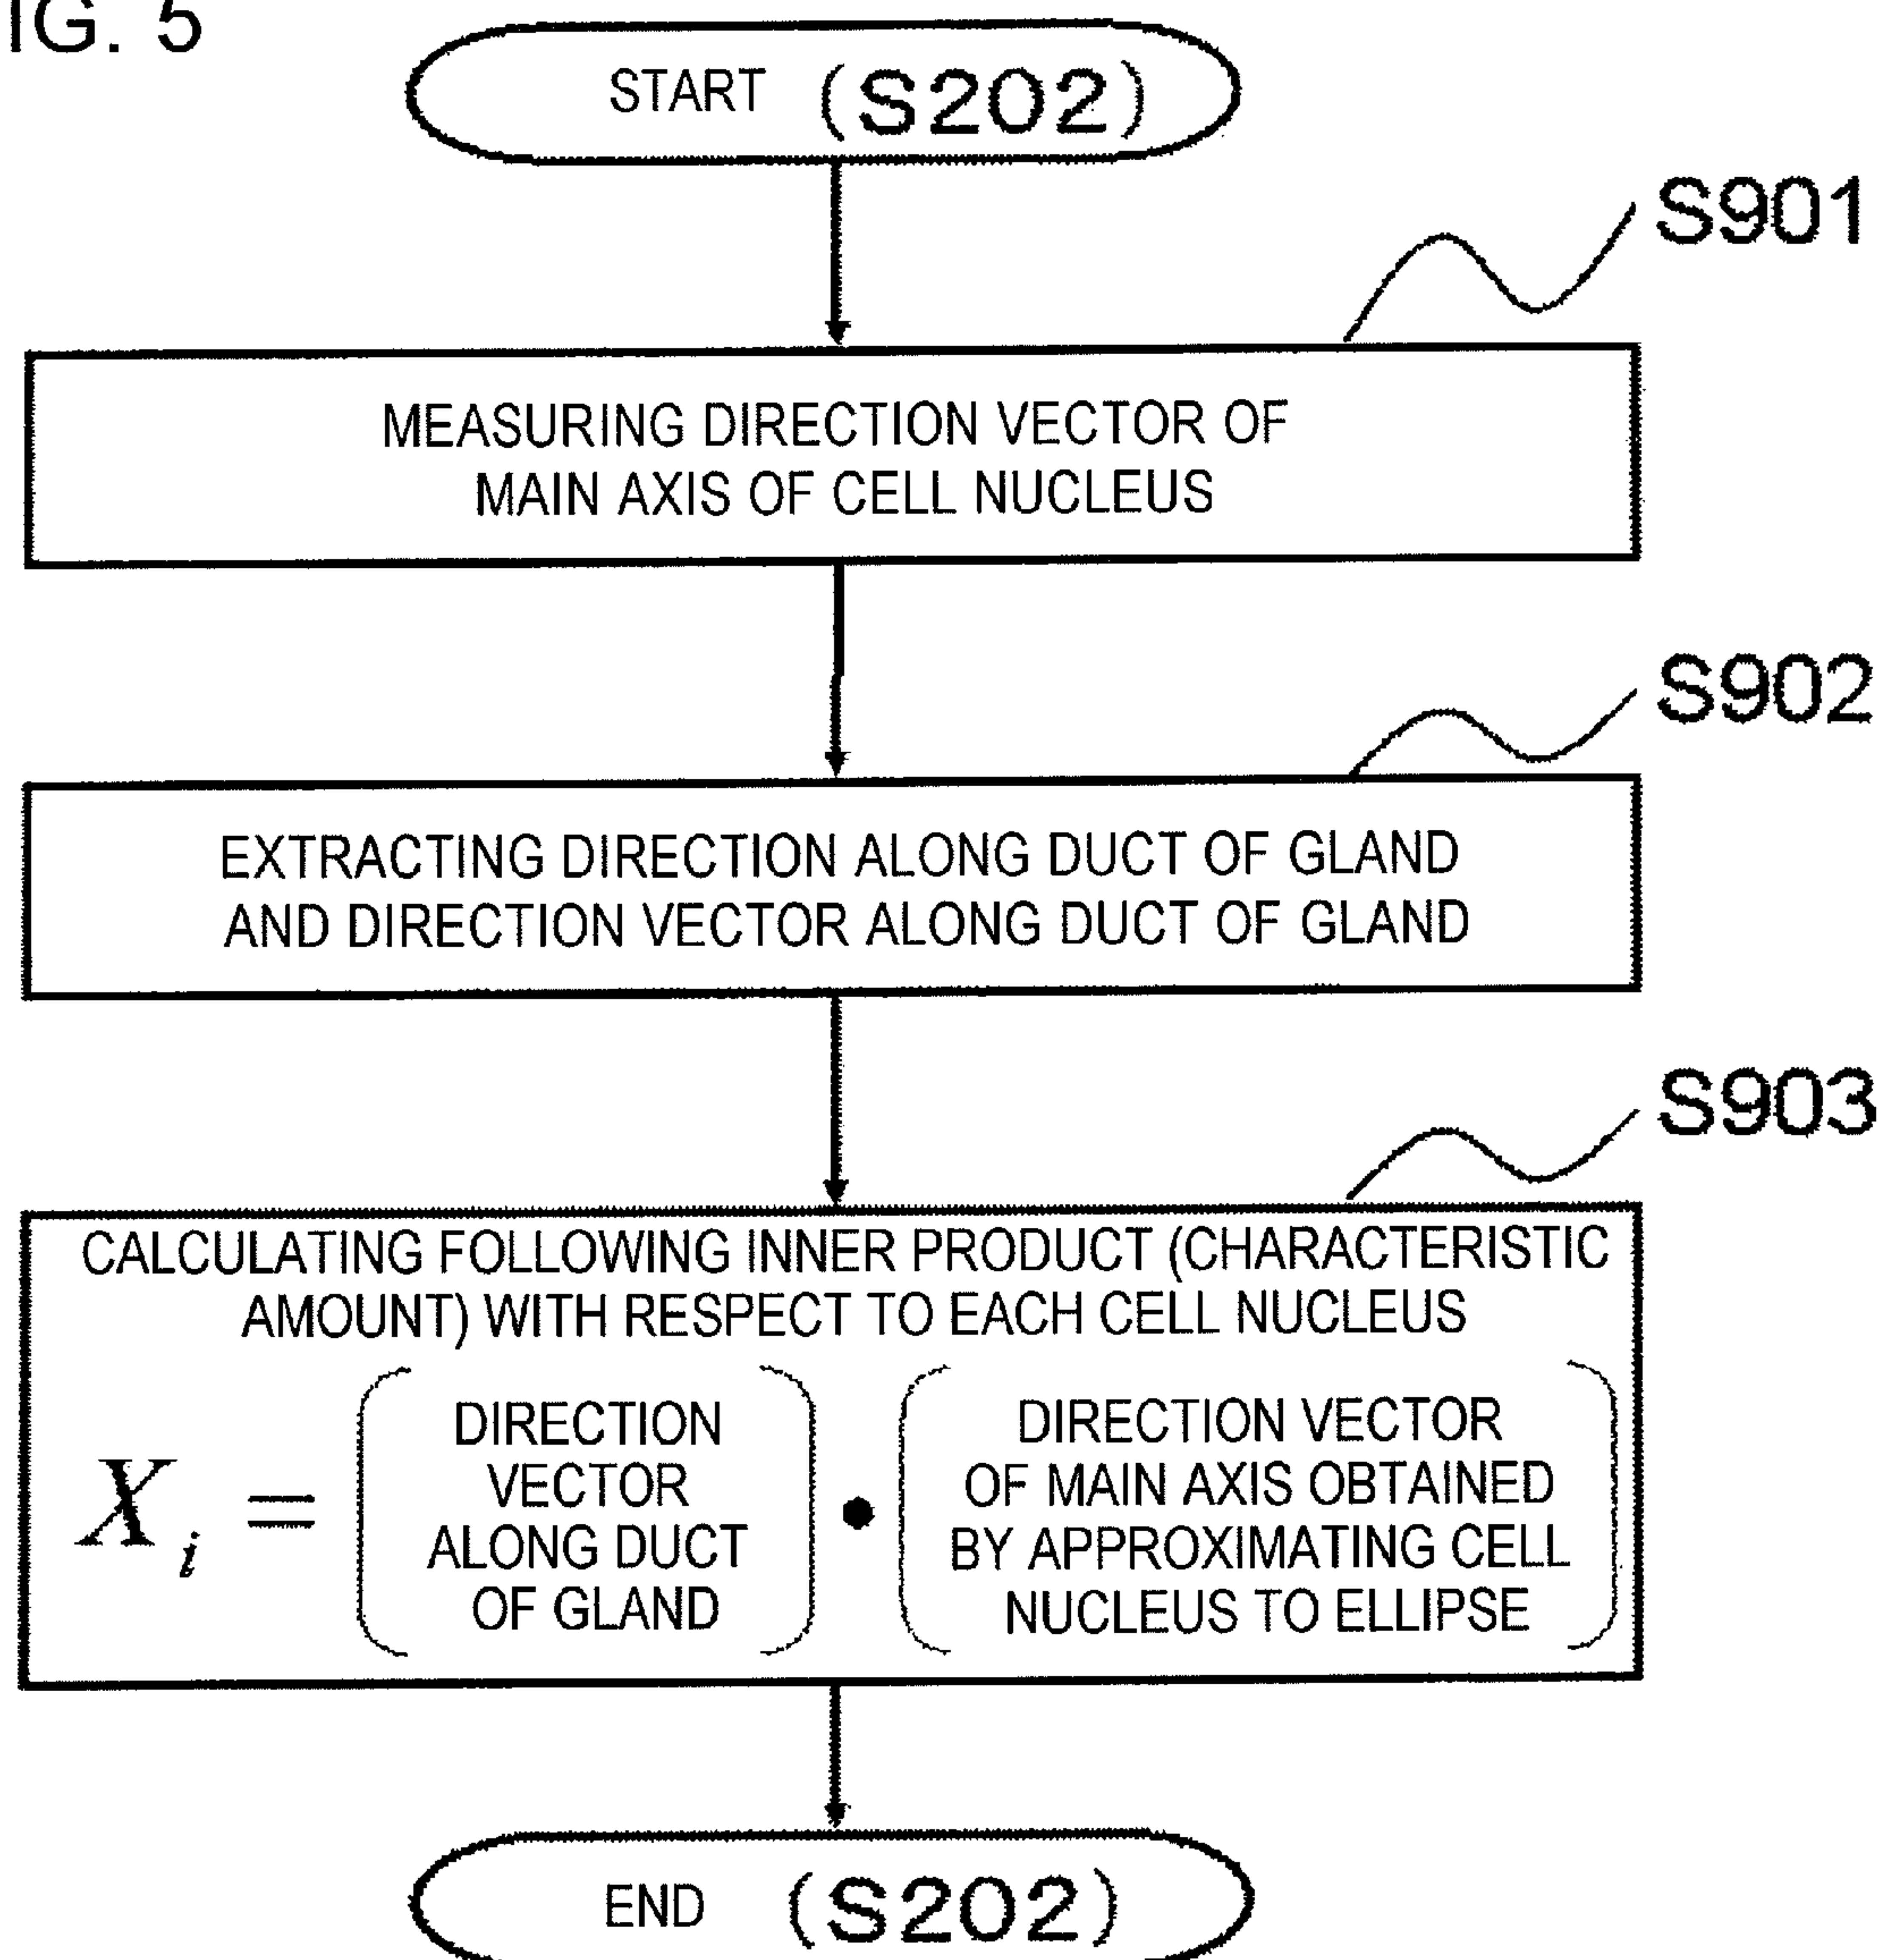 IG. 5
START (S202)
S901
MEASURING DIRECTION VECTOR OF
MAIN AXIS OF CELL NUCLEUS
S902
EXTRACTING DIRECTION ALONG DUCT OF GLAND
AND DIRECTION VECTOR ALONG DUCT OF GLAND
S903
CALCULATING FOLLOWING INNER PRODUCT (CHARACTERISTIC
AMOUNT) WITH RESPECT TO EACH CELL NUCLEUS
X i = ( DIRECTION
VECTOR
ALONG DUCT
OF GLAND ) • ( DIRECTION VECTOR
OF MAIN AXIS OBTAINED
BY APPROXIMATING CELL
NUCLEUS TO ELLIPSE )
END (S202)